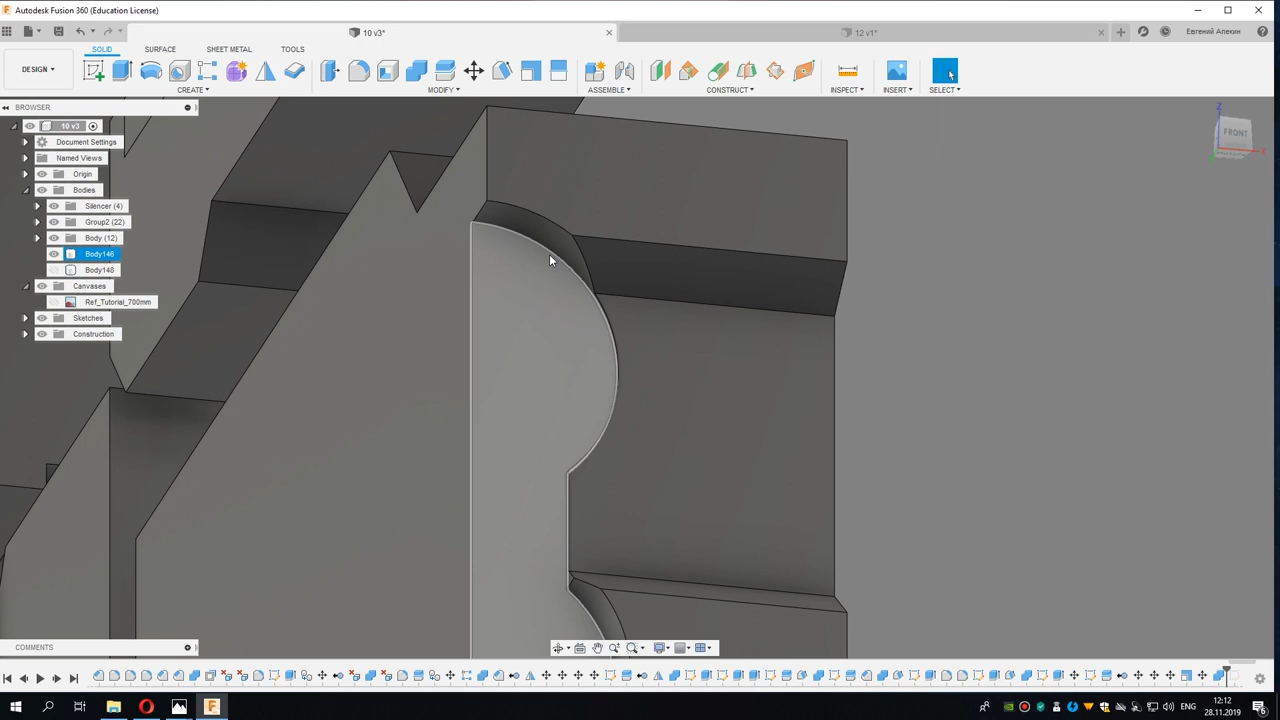 Autodesk Fusion 360 (Education License)
10 v3*
12 v1*
Евгений Апекин
DESIGN
SOLID
SURFACE
SHEET METAL
TOOLS
CREATE
MODIFY
ASSEMBLE
CONSTRUCT
INSPECT
INSERT
SELECT
BROWSER
10 v3
Document Settings
Named Views
Origin
Bodies
Silencer (4)
Group2 (22)
Body (12)
Body146
Body148
Canvases
Ref_Tutorial_700mm
Sketches
Construction
Z
FRONT
X
COMMENTS
ENG
12:12
28.11.2019
6